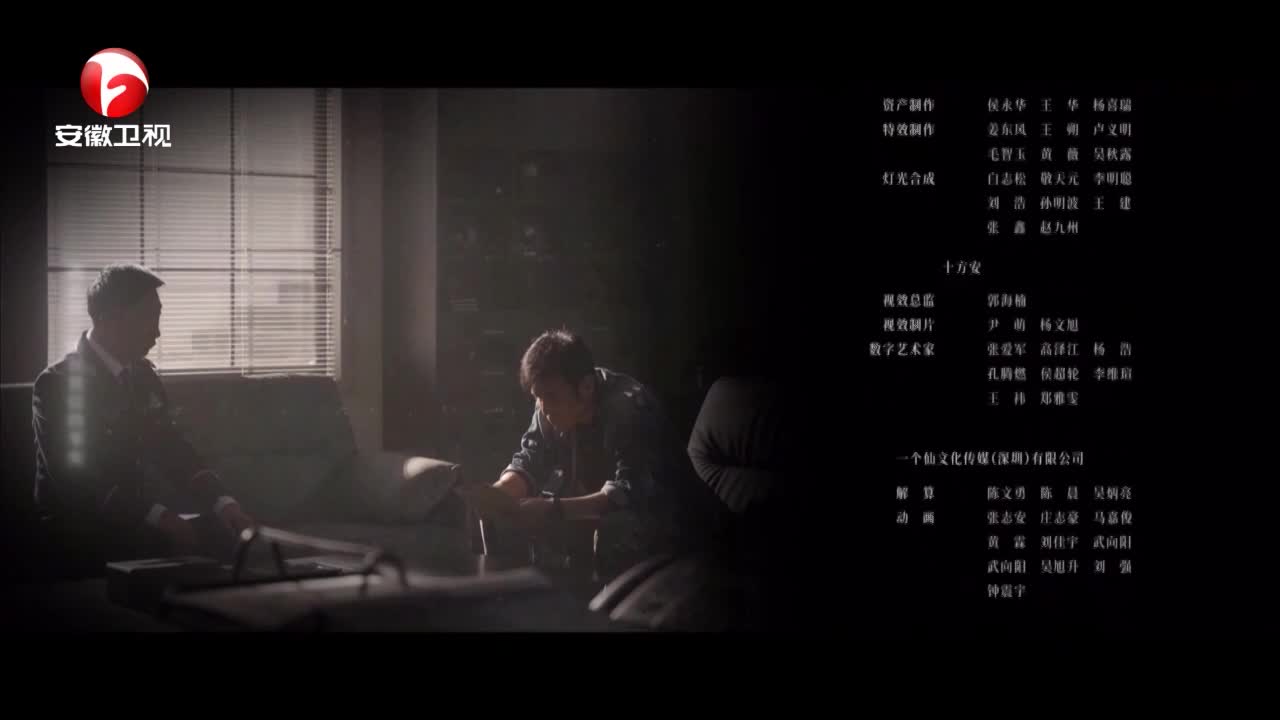 安徽卫视
资产制作 侯永华 王 华 杨喜瑞
特效制作 姜东风 王 朔 卢义明
毛智玉 黄 薇 吴秋露
灯光合成 白志松 敬天元 李明聪
刘 浩 孙明波 王 建
张 鑫 赵九州
十方安
视效总监 郭海楠
视效制片 尹 萌 杨文旭
数字艺术家 张爱军 高泽江 杨 浩
孔腾燃 侯超轮 李维瑄
王 祎 郑雅雯
一个仙文化传媒(深圳)有限公司
解 算 陈文勇 陈 晨 吴炳亮
动 画 张志安 庄志豪 马嘉俊
黄 霖 刘佳宇 武向阳
武向阳 吴旭升 刘 强
钟震宇